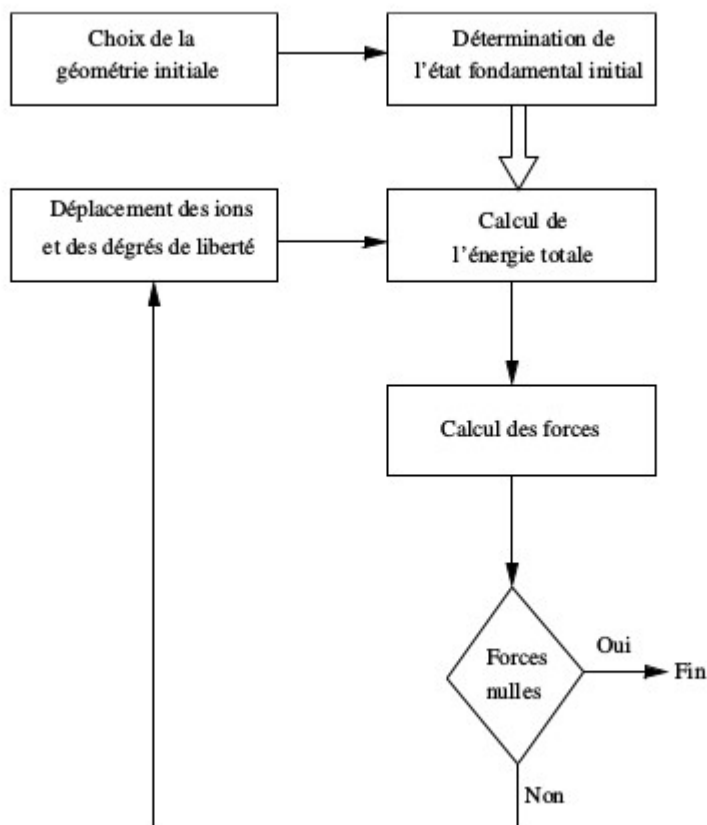 Choix de la
géométrie initiale
Détermination de
l'état fondamental initial
Déplacement des ions
et des dégrés de liberté
Calcul de
l'énergie totale
Calcul des forces
Forces
nulles
Oui
Fin
Non